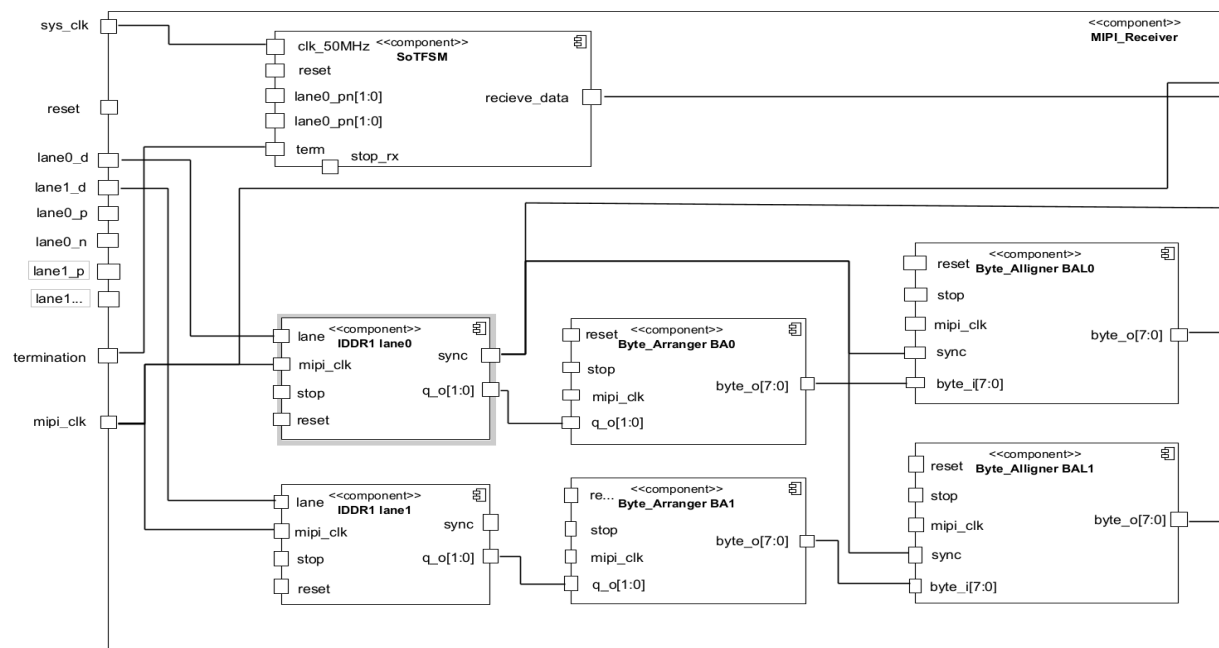 sys_clk
reset
lane0_d
lane1_d
lane0_p
lane0_n
lane1_p
lane1...
termination
mipi_clk
<<component>>
MIPI_Receiver
<<component>>
SoTFSM
clk_50MHz
reset
lane0_pn[1:0]
lane0_pn[1:0]
term
stop_rx
recieve_data
<<component>>
IDDR1 lane0
lane
mipi_clk
stop
reset
sync
q_o[1:0]
<<component>>
Byte_Arranger BA0
reset
stop
mipi_clk
q_o[1:0]
byte_o[7:0]
<<component>>
Byte_Alligner BAL0
reset
stop
mipi_clk
sync
byte_i[7:0]
byte_o[7:0]
<<component>>
IDDR1 lane1
lane
mipi_clk
stop
reset
sync
q_o[1:0]
<<component>>
Byte_Arranger BA1
re...
stop
mipi_clk
q_o[1:0]
byte_o[7:0]
<<component>>
Byte_Alligner BAL1
reset
stop
mipi_clk
sync
byte_i[7:0]
byte_o[7:0]